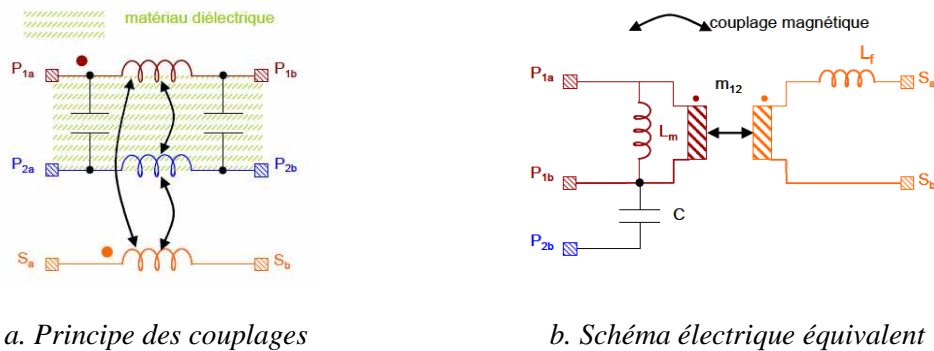 matériau diélectrique
P1a
P1b
P2a
P2b
Sa
Sb
couplage magnétique
P1a
m12
Lf
Sa
Lm
P1b
Sb
C
P2b
a. Principe des couplages
b. Schéma électrique équivalent